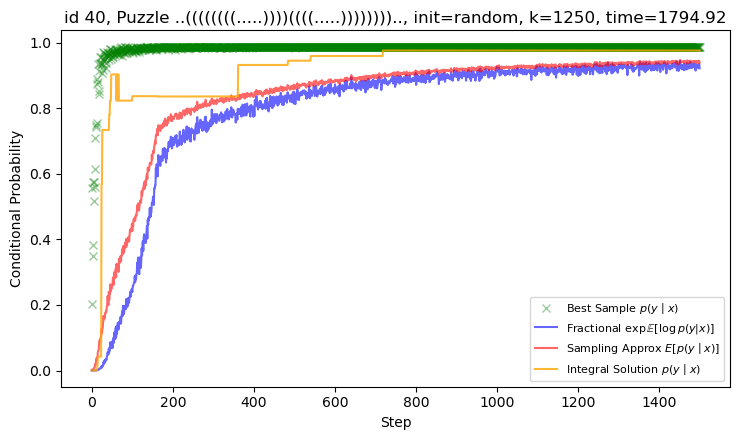 id 40, Puzzle ..((((((((.....))))((((.....)))))))).., init=random, k=1250, time=1794.92
Conditional Probability
1.0
0.8
0.6
0.4
0.2
0.0
Best Sample p(y | x)
Fractional exp𝔼[log p(y|x)]
Sampling Approx E[p(y | x)]
Integral Solution p(y | x)
0 200 400 600 800 1000 1200 1400
Step